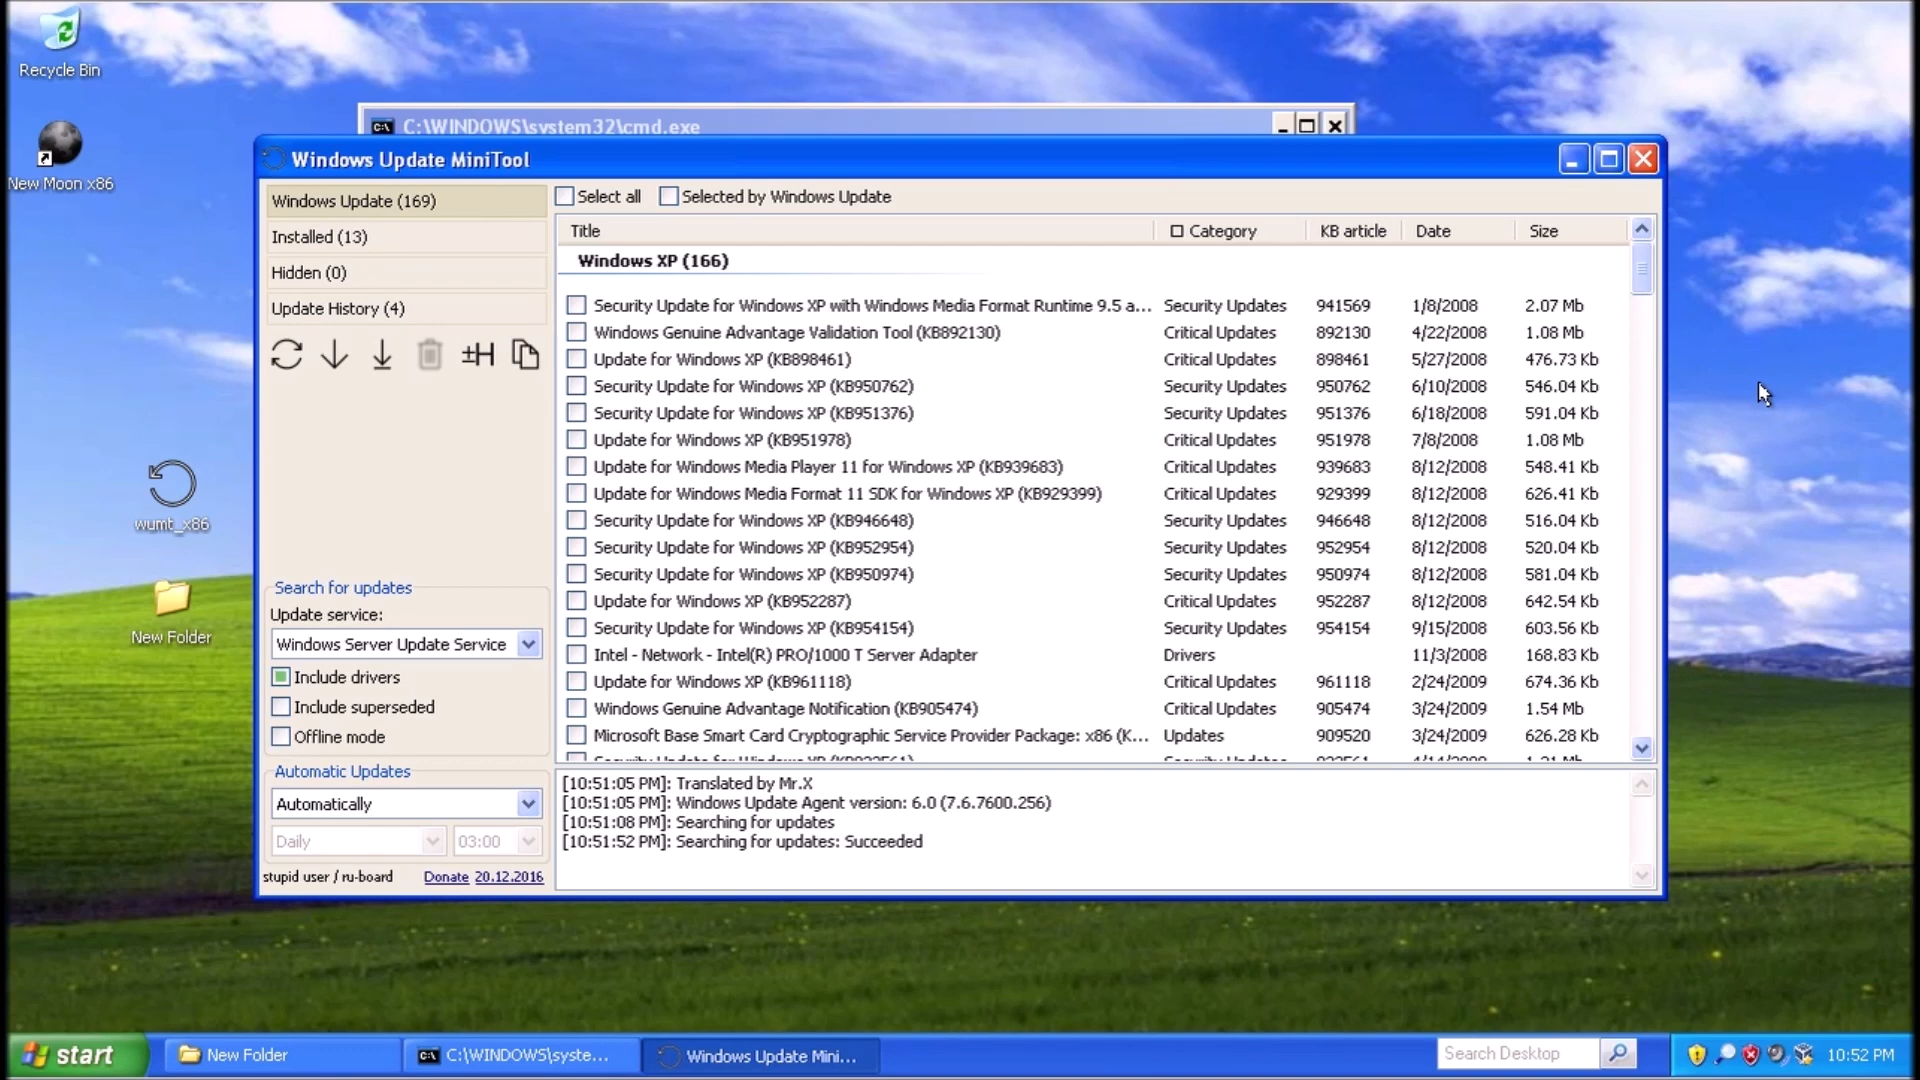 Recycle Bin
New Moon x86
wumt_x86
New Folder
C:\WINDOWS\system32\cmd.exe
Windows Update MiniTool
Windows Update (169)
Installed (13)
Hidden (0)
Update History (4)
±H
Search for updates
Update service:
Windows Server Update Service
Include drivers
Include superseded
Offline mode
Automatic Updates
Automatically
Daily 03:00
stupid user / ru-board Donate 20.12.2016
Select all Selected by Windows Update
Title Category KB article Date Size
Windows XP (166)
Security Update for Windows XP with Windows Media Format Runtime 9.5 a... Security Updates 941569 1/8/2008 2.07 Mb
Windows Genuine Advantage Validation Tool (KB892130) Critical Updates 892130 4/22/2008 1.08 Mb
Update for Windows XP (KB898461) Critical Updates 898461 5/27/2008 476.73 Kb
Security Update for Windows XP (KB950762) Security Updates 950762 6/10/2008 546.04 Kb
Security Update for Windows XP (KB951376) Security Updates 951376 6/18/2008 591.04 Kb
Update for Windows XP (KB951978) Critical Updates 951978 7/8/2008 1.08 Mb
Update for Windows Media Player 11 for Windows XP (KB939683) Critical Updates 939683 8/12/2008 548.41 Kb
Update for Windows Media Format 11 SDK for Windows XP (KB929399) Critical Updates 929399 8/12/2008 626.41 Kb
Security Update for Windows XP (KB946648) Security Updates 946648 8/12/2008 516.04 Kb
Security Update for Windows XP (KB952954) Security Updates 952954 8/12/2008 520.04 Kb
Security Update for Windows XP (KB950974) Security Updates 950974 8/12/2008 581.04 Kb
Update for Windows XP (KB952287) Critical Updates 952287 8/12/2008 642.54 Kb
Security Update for Windows XP (KB954154) Security Updates 954154 9/15/2008 603.56 Kb
Intel - Network - Intel(R) PRO/1000 T Server Adapter Drivers 11/3/2008 168.83 Kb
Update for Windows XP (KB961118) Critical Updates 961118 2/24/2009 674.36 Kb
Windows Genuine Advantage Notification (KB905474) Critical Updates 905474 3/24/2009 1.54 Mb
Microsoft Base Smart Card Cryptographic Service Provider Package: x86 (K... Updates 909520 3/24/2009 626.28 Kb
[10:51:05 PM]: Translated by Mr.X
[10:51:05 PM]: Windows Update Agent version: 6.0 (7.6.7600.256)
[10:51:08 PM]: Searching for updates
[10:51:52 PM]: Searching for updates: Succeeded
start New Folder C:\WINDOWS\syste... Windows Update Mini... Search Desktop 10:52 PM